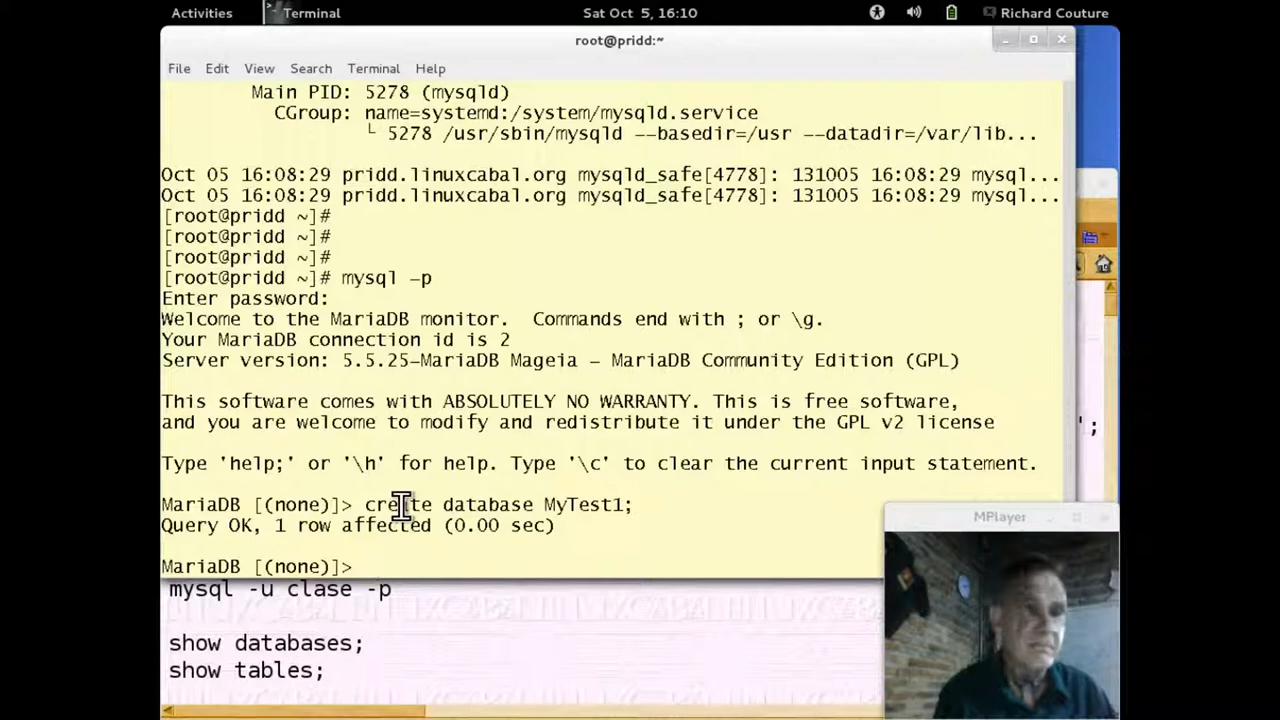 Activities Terminal Sat Oct 5, 16:10 Richard Couture
root@pridd:~
File Edit View Search Terminal Help
Main PID: 5278 (mysqld)
CGroup: name=systemd:/system/mysqld.service
└ 5278 /usr/sbin/mysqld --basedir=/usr --datadir=/var/lib...
Oct 05 16:08:29 pridd.linuxcabal.org mysqld_safe[4778]: 131005 16:08:29 mysql...
Oct 05 16:08:29 pridd.linuxcabal.org mysqld_safe[4778]: 131005 16:08:29 mysql...
[root@pridd ~]#
[root@pridd ~]#
[root@pridd ~]#
[root@pridd ~]# mysql -p
Enter password:
Welcome to the MariaDB monitor.  Commands end with ; or \g.
Your MariaDB connection id is 2
Server version: 5.5.25-MariaDB Mageia - MariaDB Community Edition (GPL)
This software comes with ABSOLUTELY NO WARRANTY. This is free software,
and you are welcome to modify and redistribute it under the GPL v2 license
';
Type 'help;' or '\h' for help. Type '\c' to clear the current input statement.
MariaDB [(none)]> create database MyTest1;
Query OK, 1 row affected (0.00 sec)
MPlayer
MariaDB [(none)]>
mysql -u clase -p
show databases;
show tables;